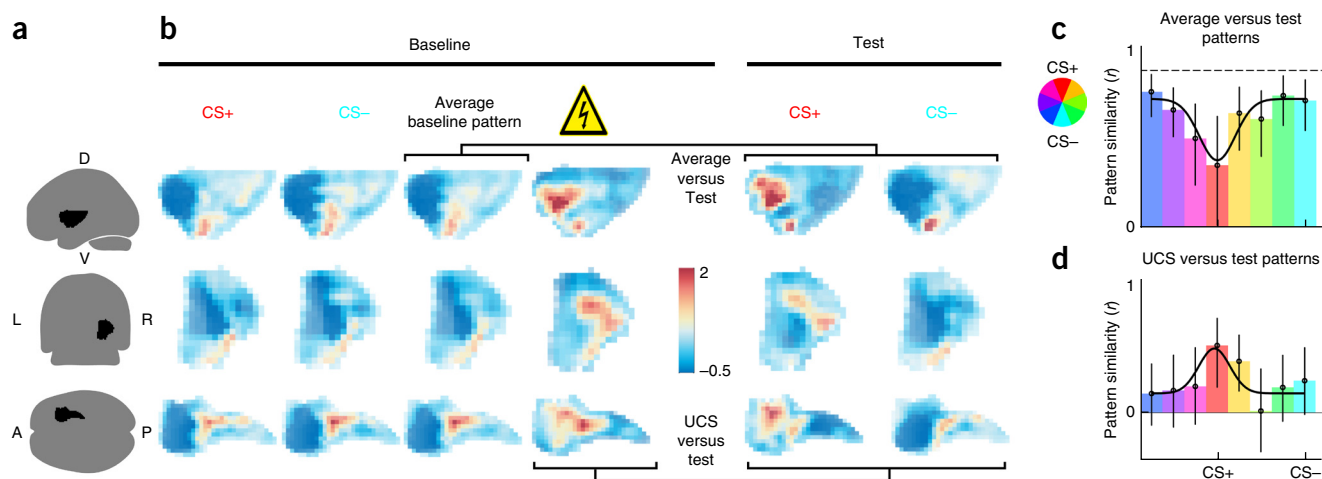 a
b
Baseline
Test
CS+
CS–
Average
baseline pattern
CS+
CS–
D
V
L
R
A
P
Average
versus
Test
2
–0.5
UCS
versus
test
c
Average versus test
patterns
CS+
CS–
1
0
Pattern similarity (r)
d
UCS versus test patterns
1
0
Pattern similarity (r)
CS+
CS–